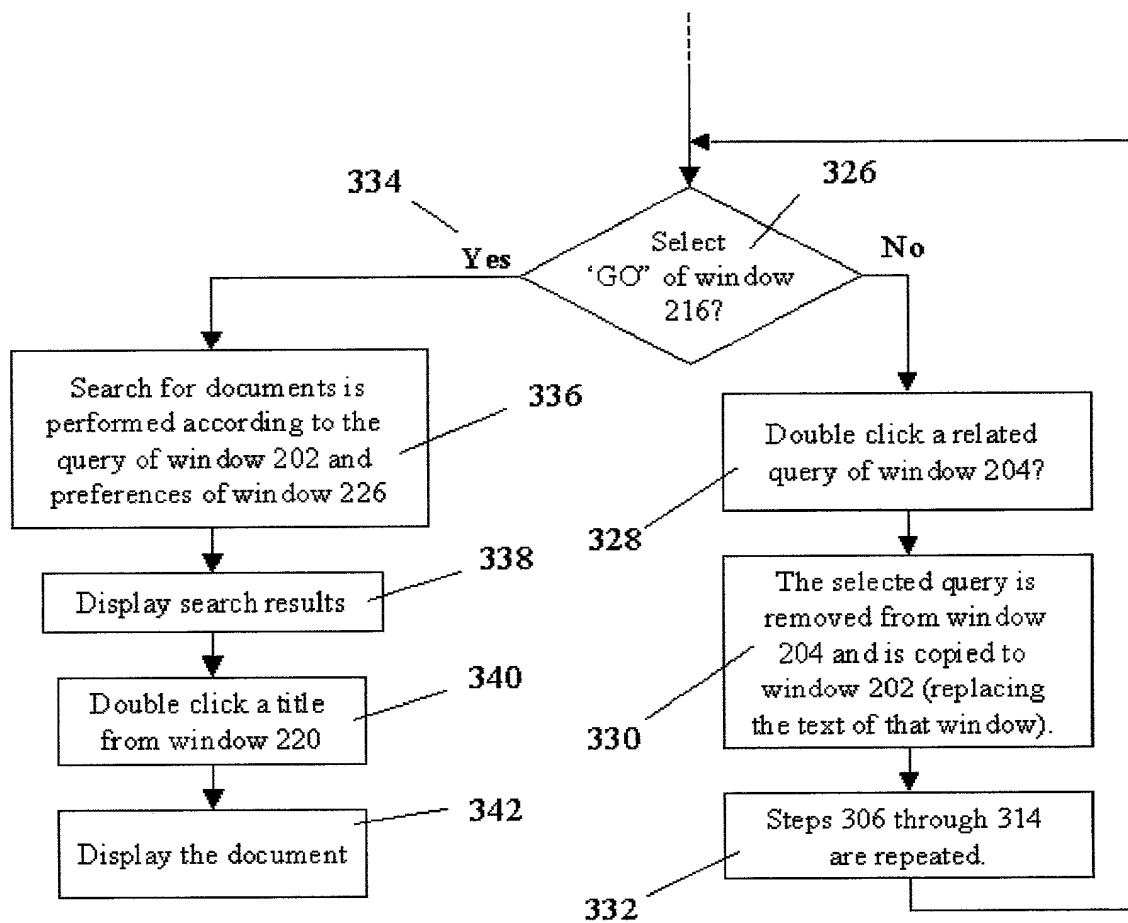 334
326
Yes
No
Select
'GO" of window
216?
Search for documents is
performed according to the
query of window 202 and
preferences of window 226
336
Double click a related
query of window 204?
328
Display search results
338
The selected query is
removed from window
204 and is copied to
window 202 (replacing
the text of that window).
330
Double click a title
from window 220
340
Display the document
342
Steps 306 through 314
are repeated.
332